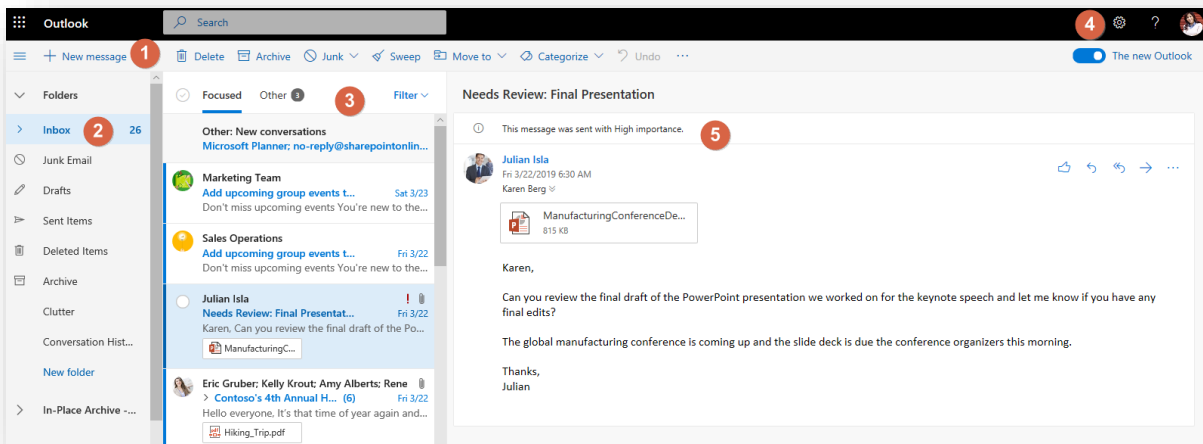 Outlook
Search
4
?
New message
1
Delete
Archive
Junk
Sweep
Move to
Categorize
Undo
The new Outlook
Folders
Inbox
2
26
Junk Email
Drafts
Sent Items
Deleted Items
Archive
Clutter
Conversation Hist...
New folder
In-Place Archive -...
Focused
Other 3
3
Filter
Other: New conversations
Microsoft Planner; no-reply@sharepointonlin...
Marketing Team
Add upcoming group events t... Sat 3/23
Don't miss upcoming events You're new to the...
Sales Operations
Add upcoming group events t... Fri 3/22
Don't miss upcoming events You're new to the...
Julian Isla !
Needs Review: Final Presentat... Fri 3/22
Karen, Can you review the final draft of the Po...
ManufacturingC...
Eric Gruber; Kelly Krout; Amy Alberts; Rene
> Contoso's 4th Annual H... (6) Fri 3/22
Hello everyone, It's that time of year again and...
Hiking_Trip.pdf
Needs Review: Final Presentation
This message was sent with High importance.
5
Julian Isla
Fri 3/22/2019 6:30 AM
Karen Berg
ManufacturingConferenceDe...
815 KB
Karen,
Can you review the final draft of the PowerPoint presentation we worked on for the keynote speech and let me know if you have any
final edits?
The global manufacturing conference is coming up and the slide deck is due the conference organizers this morning.
Thanks,
Julian